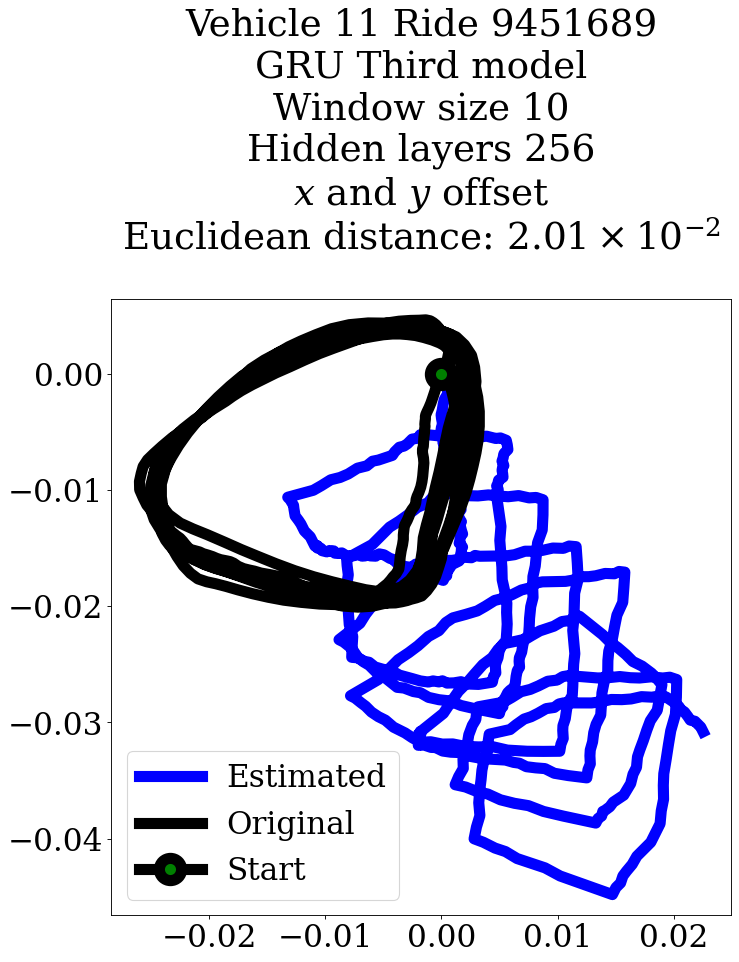 Vehicle 11 Ride 9451689
GRU Third model
Window size 10
Hidden layers 256
x and y offset
Euclidean distance: 2.01 × 10⁻²
0.00
−0.01
−0.02
−0.03
−0.04
Estimated
Original
Start
−0.02 −0.01 0.00 0.01 0.02